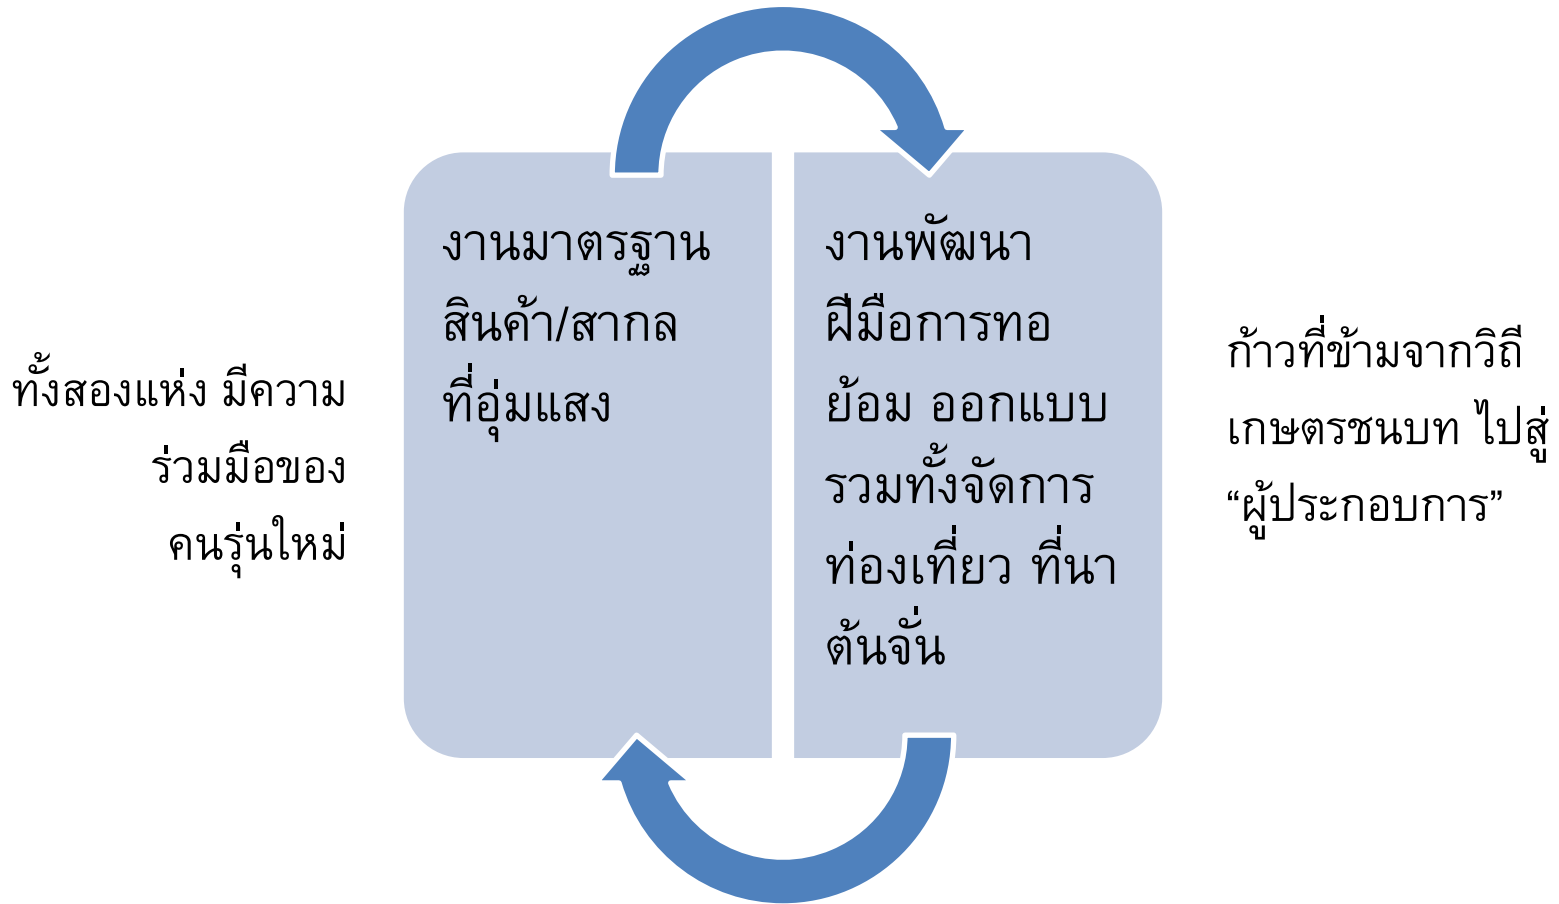 ทั้งสองแห่ง มีความ
ร่วมมือของ
คนรุ่นใหม่
งานมาตรฐาน
สินค้า/สากล
ที่อุ่มแสง
งานพัฒนา
ฝีมือการทอ
ย้อม ออกแบบ
รวมทั้งจัดการ
ท่องเที่ยว ที่นา
ต้นจั่น
ก้าวที่ข้ามจากวิถี
เกษตรชนบท ไปสู่
“ผู้ประกอบการ”